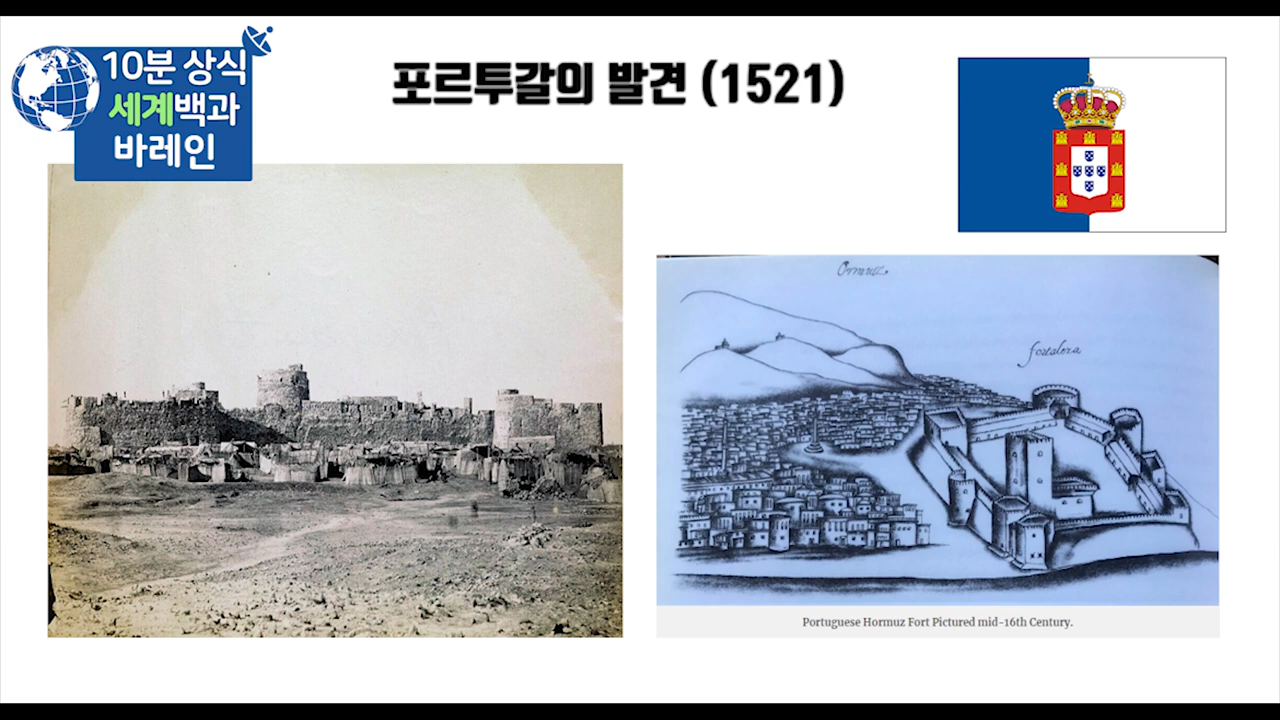 10분 상식
세계백과
바레인
포르투갈의 발견 (1521)
Ormuz
fortaleza
Portuguese Hormuz Fort Pictured mid-16th Century.